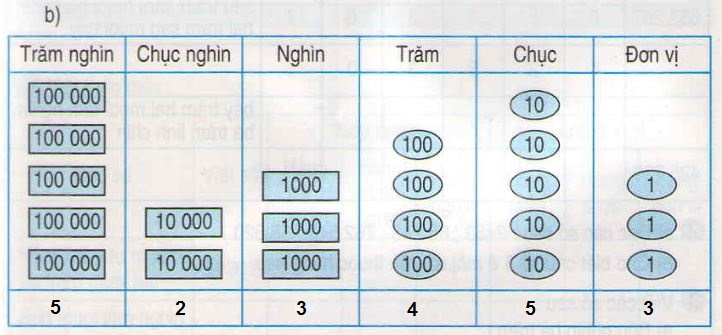 b)
Trăm nghìn Chục nghìn Nghìn Trăm Chục Đơn vị
100 000 10
100 000 100 10
100 000 1000 100 10 1
100 000 10 000 1000 100 10 1
100 000 10 000 1000 100 10 1
5 2 3 4 5 3